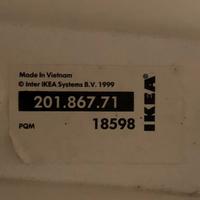 Made in Vietnam
© Inter IKEA Systems B.V. 1999
201.867.71
PQM 18598
IKEA